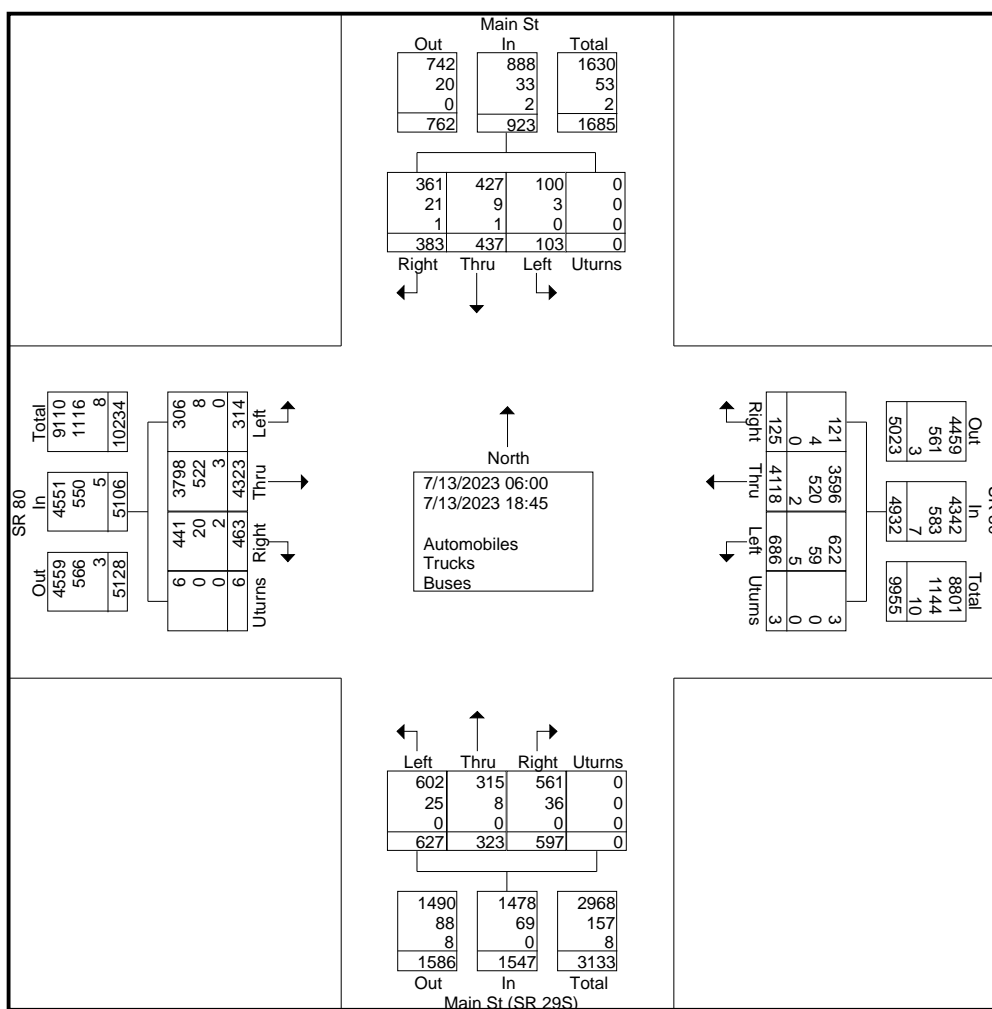 Main St
Out In Total
742 888 1630
20 33 53
0 2 2
762 923 1685
361 427 100 0
21 9 3 0
1 1 0 0
383 437 103 0
Right Thru Left Uturns
SR 80
Total
9110
1116
8
10234
In
4551
550
5
5106
Out
4559
566
3
5128
306
8
0
314
Left
3798
522
3
4323
Thru
441
20
2
463
Right
6
0
0
6
Uturns
North
7/13/2023 06:00
7/13/2023 18:45
Automobiles
Trucks
Buses
Right
121
4
0
125
Thru
3596
520
2
4118
Left
622
59
5
686
Uturns
3
0
0
3
Out
4459
561
3
5023
In
4342
583
7
4932
Total
8801
1144
10
9955
Left Thru Right Uturns
602 315 561 0
25 8 36 0
0 0 0 0
627 323 597 0
1490 1478 2968
88 69 157
8 0 8
1586 1547 3133
Out In Total
Main St (SR 29S)